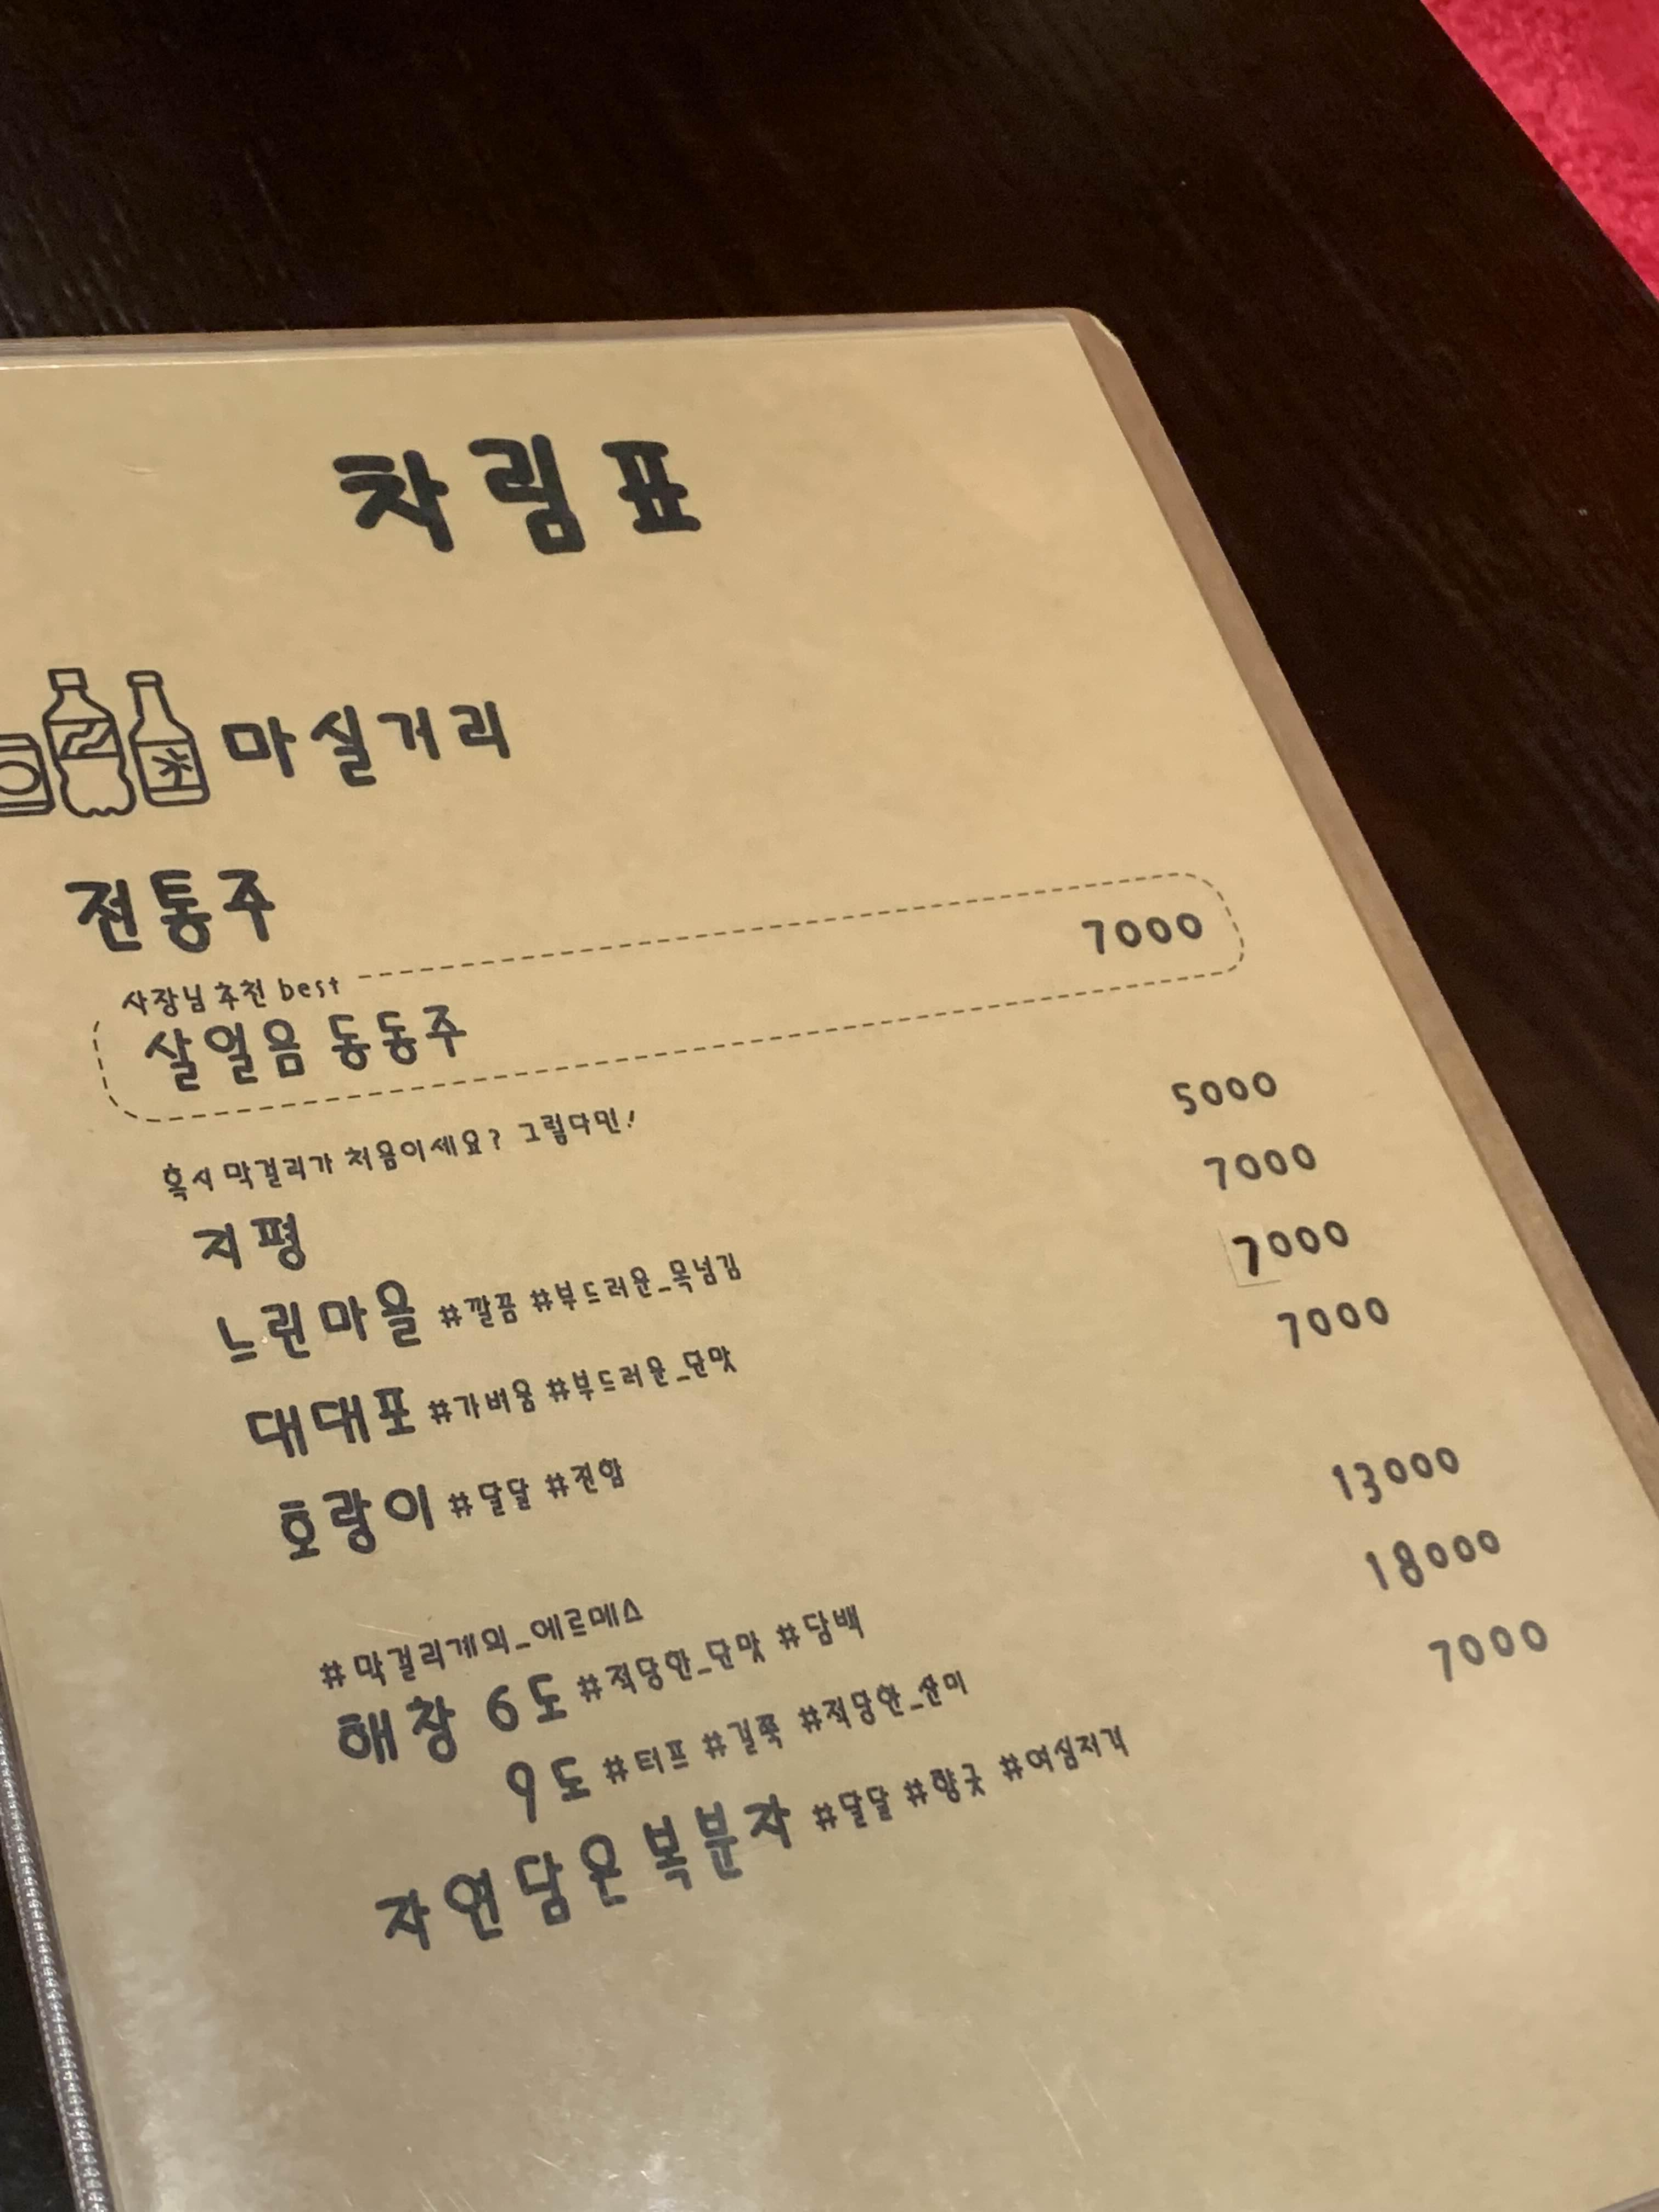 차림표
마실거리
전통주
사장님 추천 best
살얼음 동동주 7000
혹시 막걸리가 처음이세요? 그렇다면!
지평 5000
느린마을 #깔끔 #부드러운_목넘김 7000
대대포 #가벼움 #부드러운_단맛 7000
호랑이 #달달 #진함 7000
#막걸리계의_에르메스
해창 6도 #적당한_단맛 #담백 13000
9도 #터프 #걸쭉 #적당한_산미 18000
자연담은 복분자 #달달 #향긋 #여심저격 7000